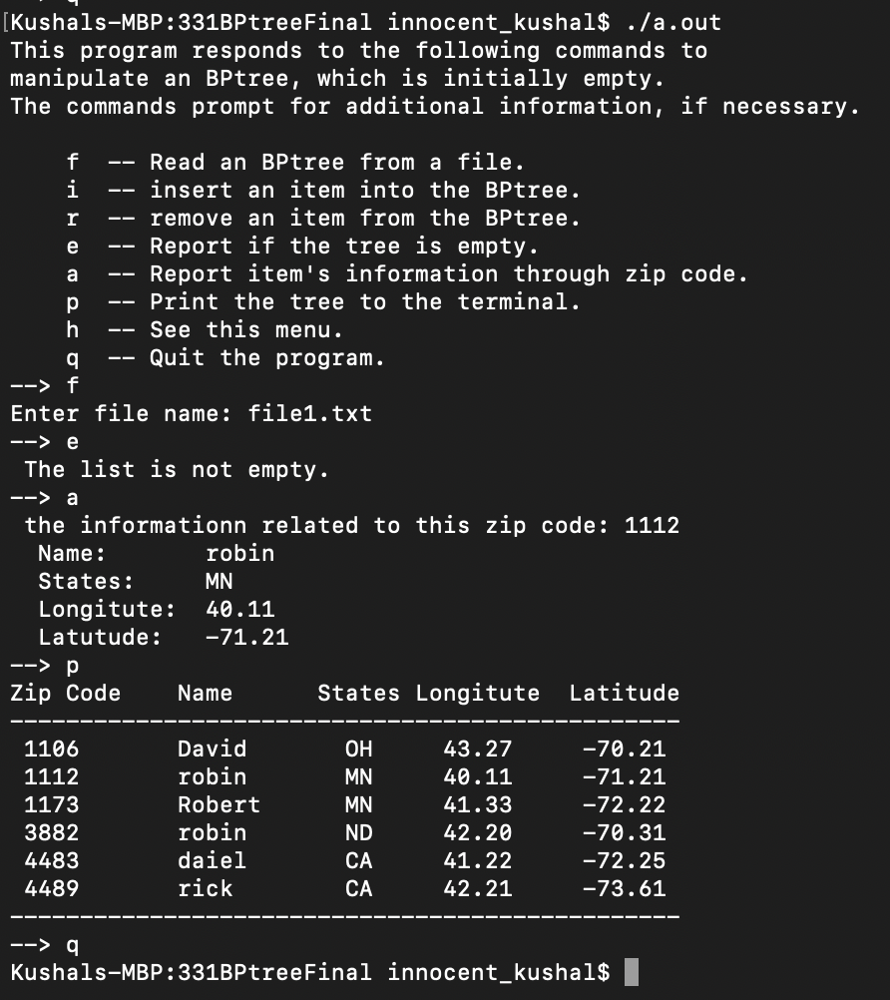 [Kushals-MBP:331BPtreeFinal innocent_kushal$ ./a.out
This program responds to the following commands to
manipulate an BPtree, which is initially empty.
The commands prompt for additional information, if necessary.
f -- Read an BPtree from a file.
i -- insert an item into the BPtree.
r -- remove an item from the BPtree.
e -- Report if the tree is empty.
a -- Report item's information through zip code.
p -- Print the tree to the terminal.
h -- See this menu.
q -- Quit the program.
--> f
Enter file name: file1.txt
--> e
The list is not empty.
--> a
the informationn related to this zip code: 1112
Name: robin
States: MN
Longitute: 40.11
Latutude: -71.21
--> p
Zip Code Name States Longitute Latitude
------------------------------------------------
1106 David OH 43.27 -70.21
1112 robin MN 40.11 -71.21
1173 Robert MN 41.33 -72.22
3882 robin ND 42.20 -70.31
4483 daiel CA 41.22 -72.25
4489 rick CA 42.21 -73.61
------------------------------------------------
--> q
Kushals-MBP:331BPtreeFinal innocent_kushal$